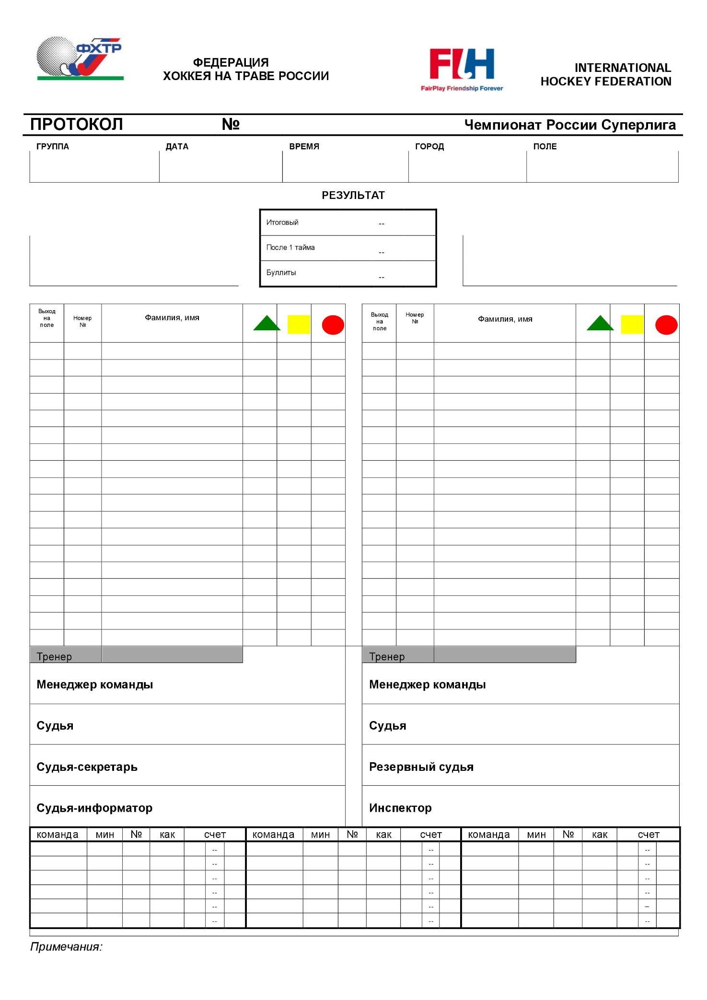 ФХТР
ФЕДЕРАЦИЯ
ХОККЕЯ НА ТРАВЕ РОССИИ
FIH
FairPlay Friendship Forever
INTERNATIONAL
HOCKEY FEDERATION
ПРОТОКОЛ № Чемпионат России Суперлига
ГРУППА ДАТА ВРЕМЯ ГОРОД ПОЛЕ
РЕЗУЛЬТАТ
Итоговый --
После 1 тайма --
Буллиты --
Выход на поле Номер № Фамилия, имя Выход на поле Номер № Фамилия, имя
Тренер Тренер
Менеджер команды Менеджер команды
Судья Судья
Судья-секретарь Резервный судья
Судья-информатор Инспектор
команда мин № как счет команда мин № как счет команда мин № как счет
-- -- --
-- -- --
-- -- --
-- -- --
-- -- –
-- -- --
Примечания: